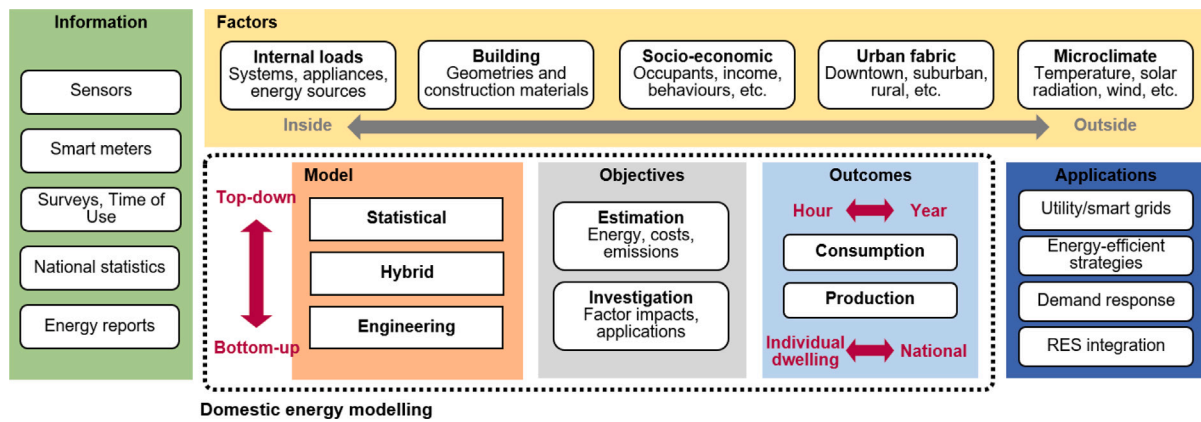 Information
Sensors
Smart meters
Surveys, Time of
Use
National statistics
Energy reports
Factors
Internal loads
Systems, appliances,
energy sources
Building
Geometries and
construction materials
Socio-economic
Occupants, income,
behaviours, etc.
Urban fabric
Downtown, suburban,
rural, etc.
Microclimate
Temperature, solar
radiation, wind, etc.
Inside
Outside
Top-down
Bottom-up
Model
Statistical
Hybrid
Engineering
Objectives
Estimation
Energy, costs,
emissions
Investigation
Factor impacts,
applications
Outcomes
Hour
Year
Consumption
Production
Individual
dwelling
National
Applications
Utility/smart grids
Energy-efficient
strategies
Demand response
RES integration
Domestic energy modelling